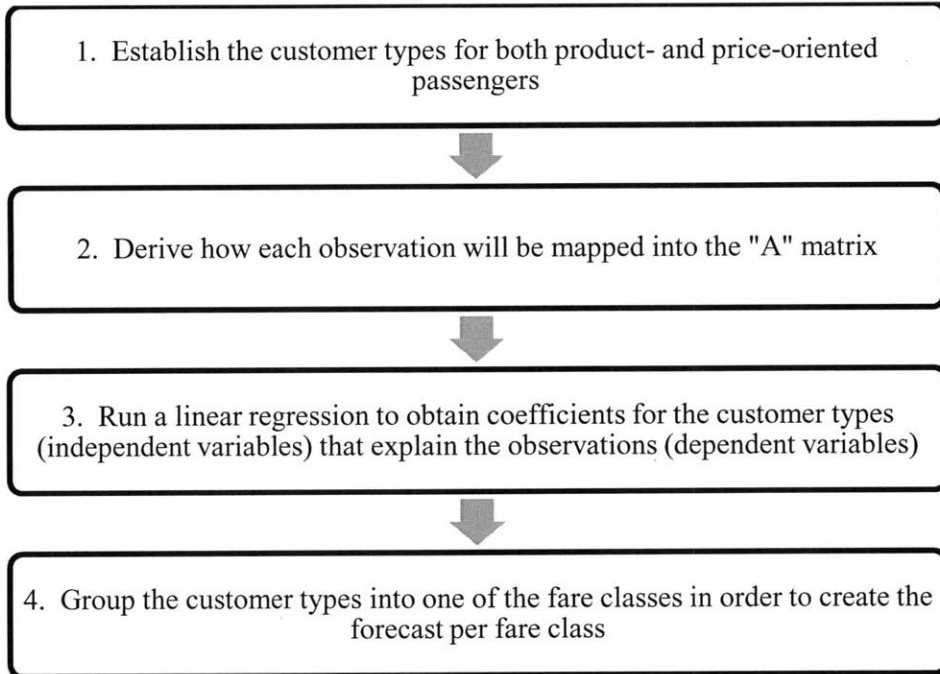 1. Establish the customer types for both product- and price-oriented
passengers
2. Derive how each observation will be mapped into the "A" matrix
3. Run a linear regression to obtain coefficients for the customer types
(independent variables) that explain the observations (dependent variables)
4. Group the customer types into one of the fare classes in order to create the
forecast per fare class